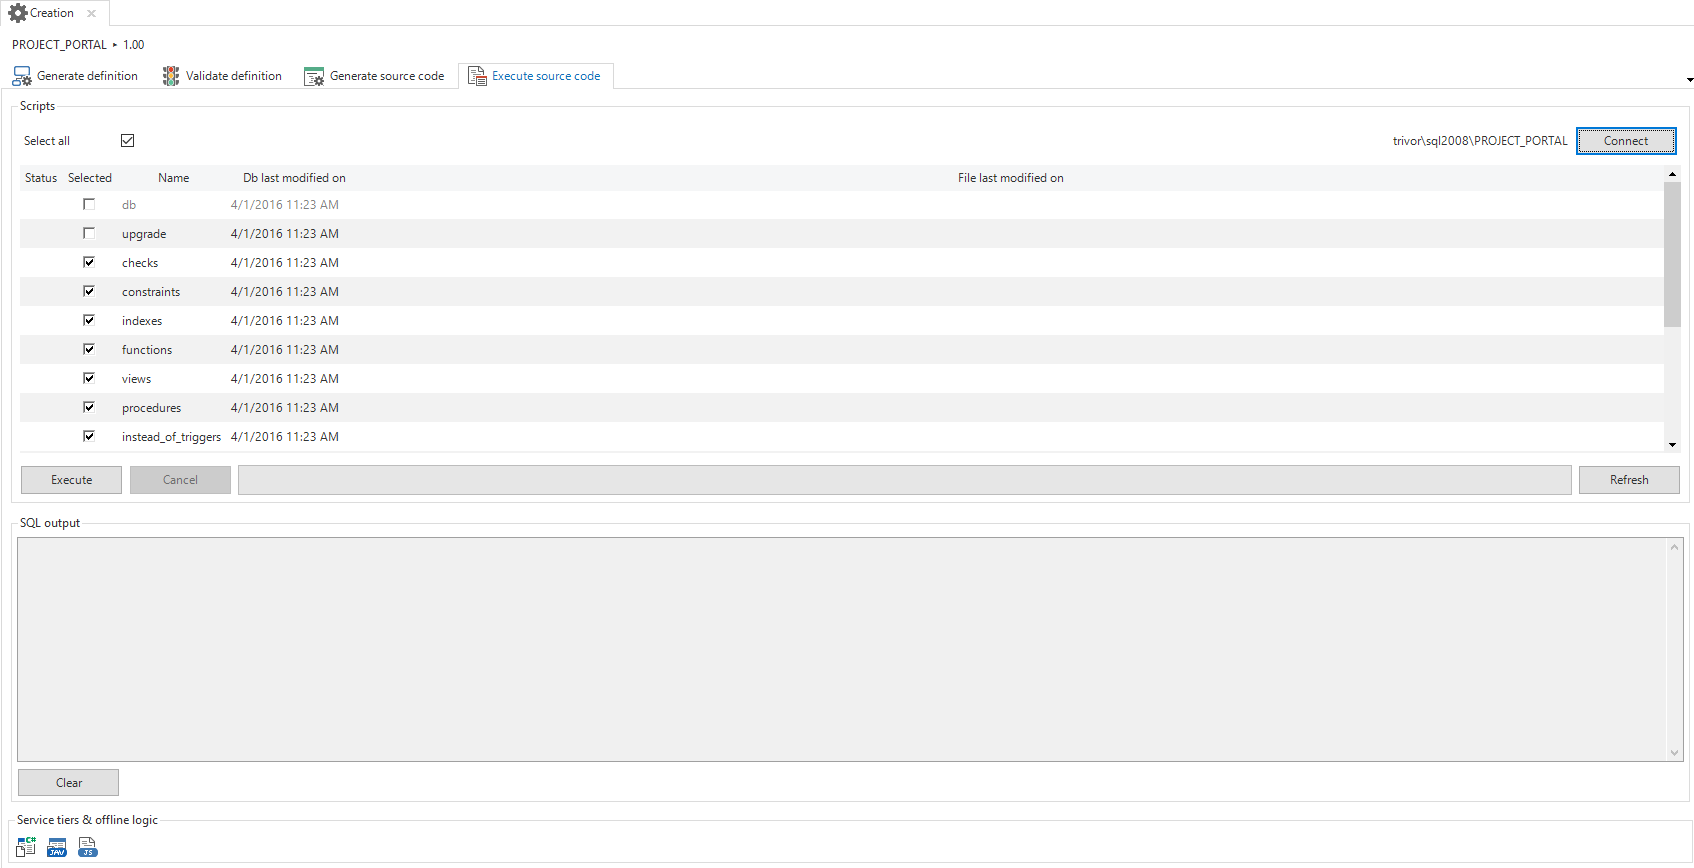 Creation
PROJECT_PORTAL ▸ 1.00
Generate definition Validate definition Generate source code Execute source code
Scripts
Select all trivor\sql2008\PROJECT_PORTAL Connect
Status Selected Name Db last modified on File last modified on
db 4/1/2016 11:23 AM
upgrade 4/1/2016 11:23 AM
checks 4/1/2016 11:23 AM
constraints 4/1/2016 11:23 AM
indexes 4/1/2016 11:23 AM
functions 4/1/2016 11:23 AM
views 4/1/2016 11:23 AM
procedures 4/1/2016 11:23 AM
instead_of_triggers 4/1/2016 11:23 AM
Execute Cancel Refresh
SQL output
Clear
Service tiers & offline logic
C# JAV JS